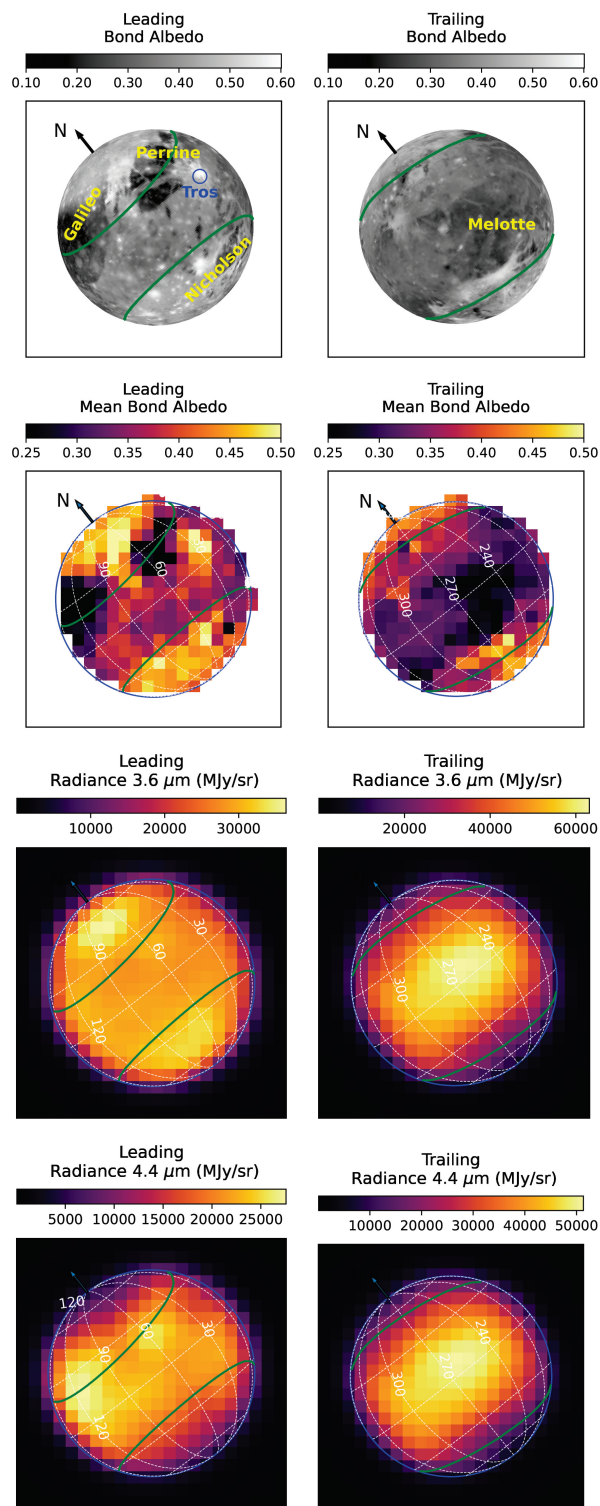 Leading
Bond Albedo
0.10 0.20 0.30 0.40 0.50 0.60
Trailing
Bond Albedo
0.10 0.20 0.30 0.40 0.50 0.60
N
Perrine
Tros
Galileo
Nicholson
N
Melotte
Leading
Mean Bond Albedo
0.25 0.30 0.35 0.40 0.45 0.50
Trailing
Mean Bond Albedo
0.25 0.30 0.35 0.40 0.45 0.50
N
90
60
N
240
270
300
Leading
Radiance 3.6 μm (MJy/sr)
10000 20000 30000
Trailing
Radiance 3.6 μm (MJy/sr)
20000 40000 60000
30
60
90
120
240
270
300
Leading
Radiance 4.4 μm (MJy/sr)
5000 10000 15000 20000 25000
Trailing
Radiance 4.4 μm (MJy/sr)
10000 20000 30000 40000 50000
120
30
60
90
120
240
270
300